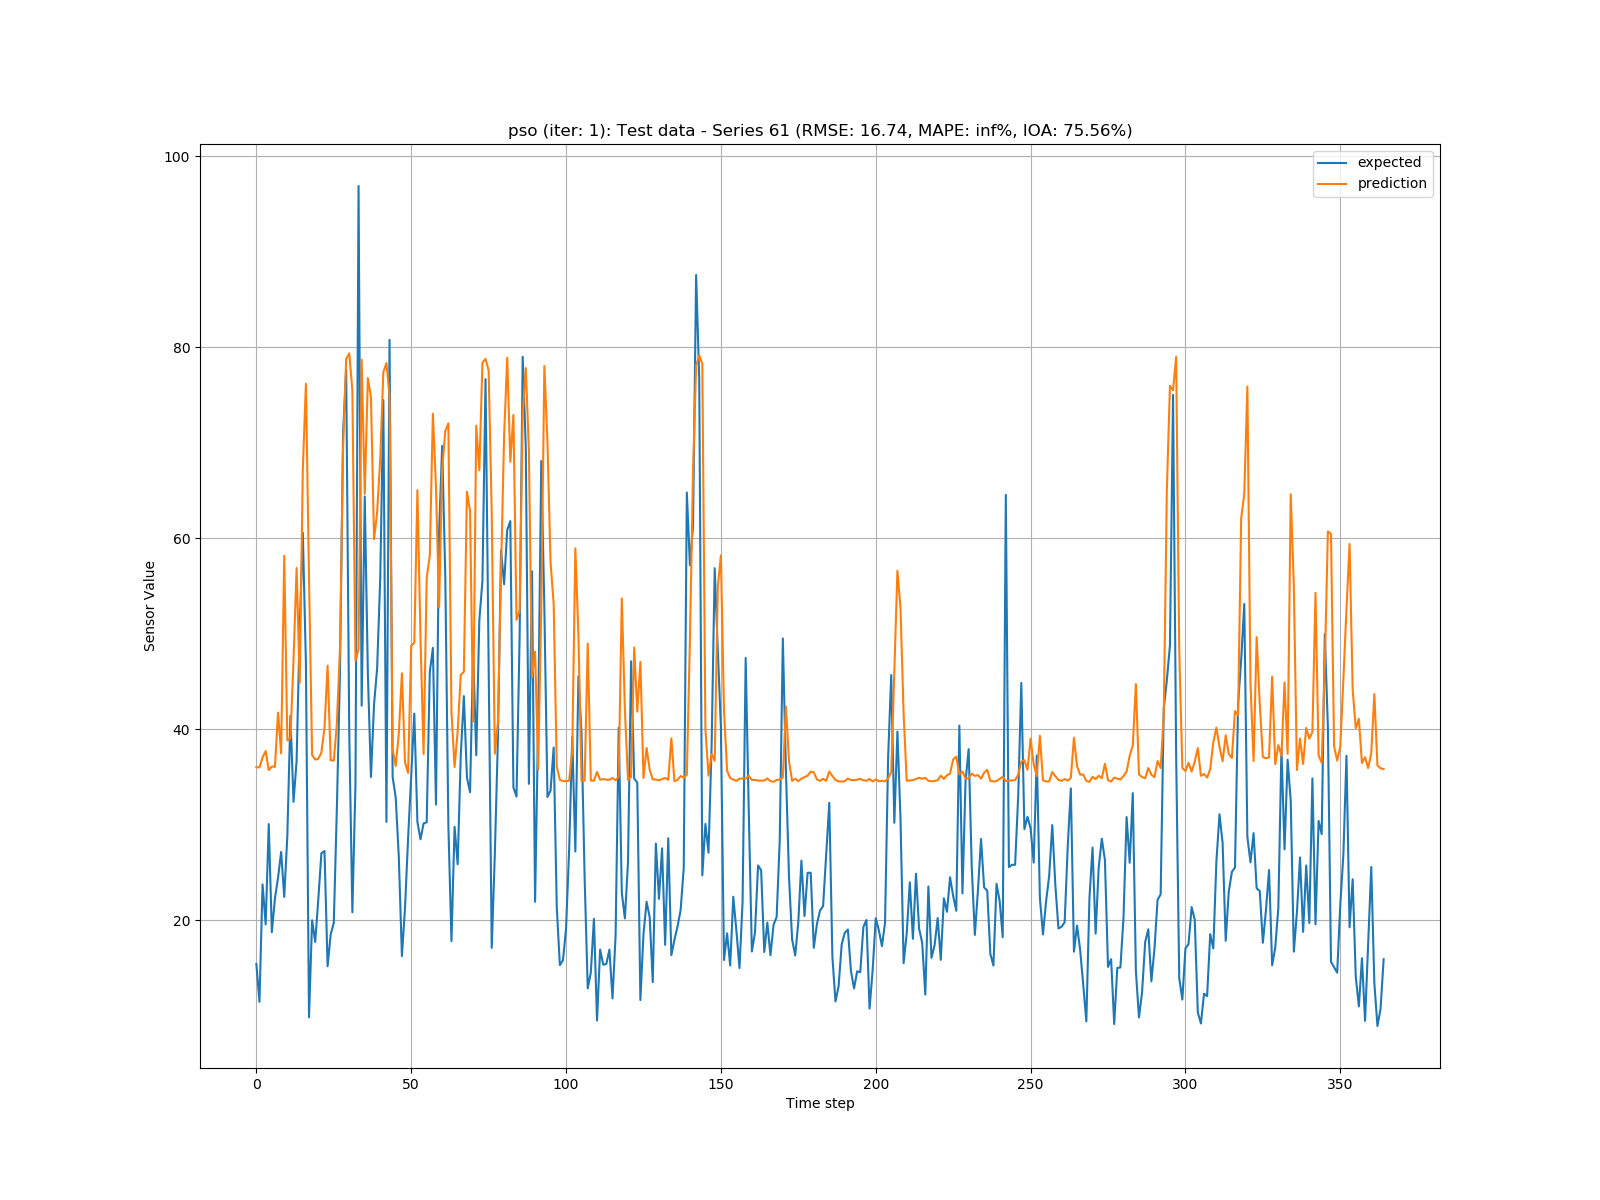 pso (iter: 1): Test data - Series 61 (RMSE: 16.74, MAPE: inf%, IOA: 75.56%)
expected
prediction
100
80
60
40
20
Sensor Value
0 50 100 150 200 250 300 350
Time step